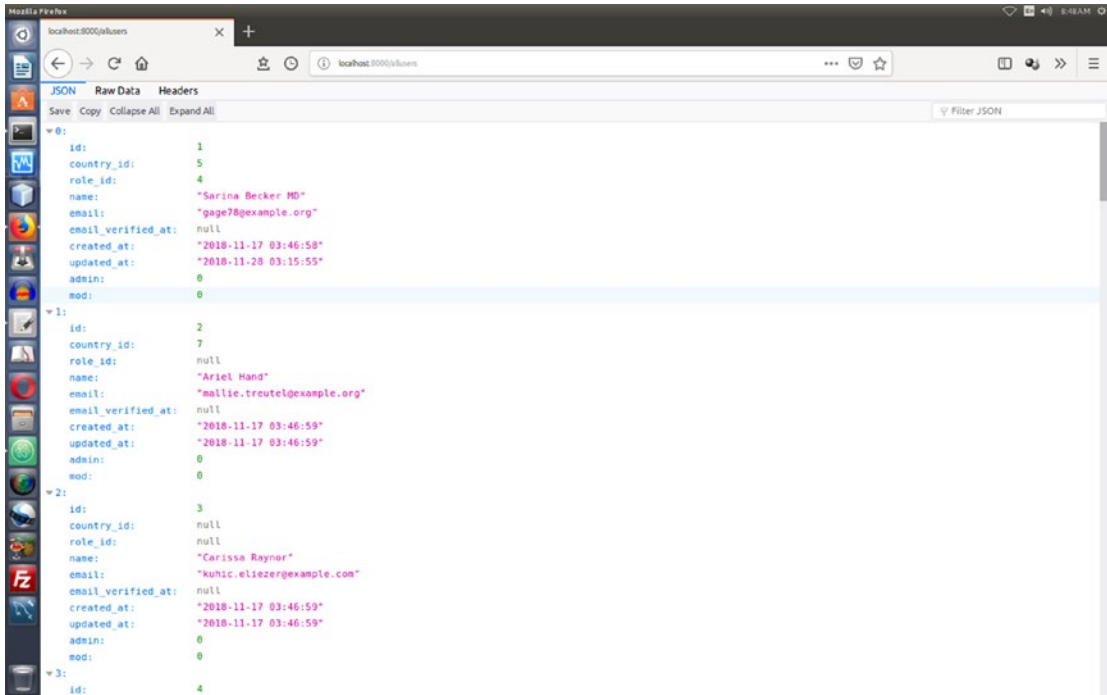 Mozilla Firefox
8:48AM
localhost:8000/allusers
localhost:8000/allusers
JSON Raw Data Headers
Save Copy Collapse All Expand All Filter JSON
0:
id: 1
country_id: 5
role_id: 4
name: "Sarina Becker MD"
email: "gage78@example.org"
email_verified_at: null
created_at: "2018-11-17 03:46:58"
updated_at: "2018-11-28 03:15:55"
admin: 0
mod: 0
1:
id: 2
country_id: 7
role_id: null
name: "Ariel Hand"
email: "mallie.treutel@example.org"
email_verified_at: null
created_at: "2018-11-17 03:46:59"
updated_at: "2018-11-17 03:46:59"
admin: 0
mod: 0
2:
id: 3
country_id: null
role_id: null
name: "Carissa Raynor"
email: "kuhic.eliezer@example.com"
email_verified_at: null
created_at: "2018-11-17 03:46:59"
updated_at: "2018-11-17 03:46:59"
admin: 0
mod: 0
3:
id: 4